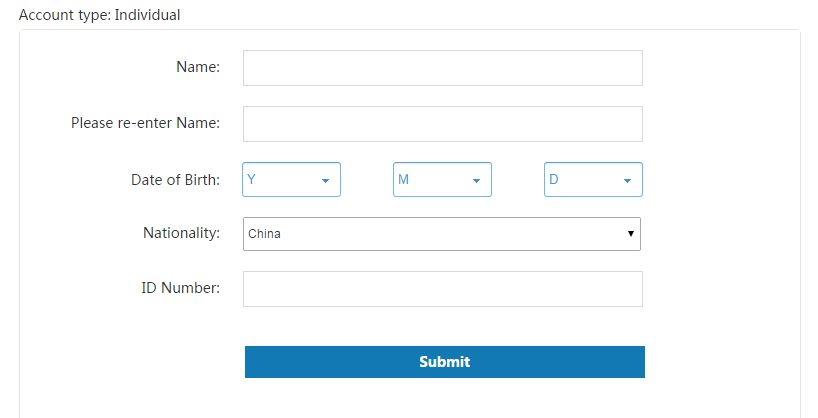 Account type: Individual
Name:
Please re-enter Name:
Date of Birth: Y M D
Nationality: China
ID Number:
Submit